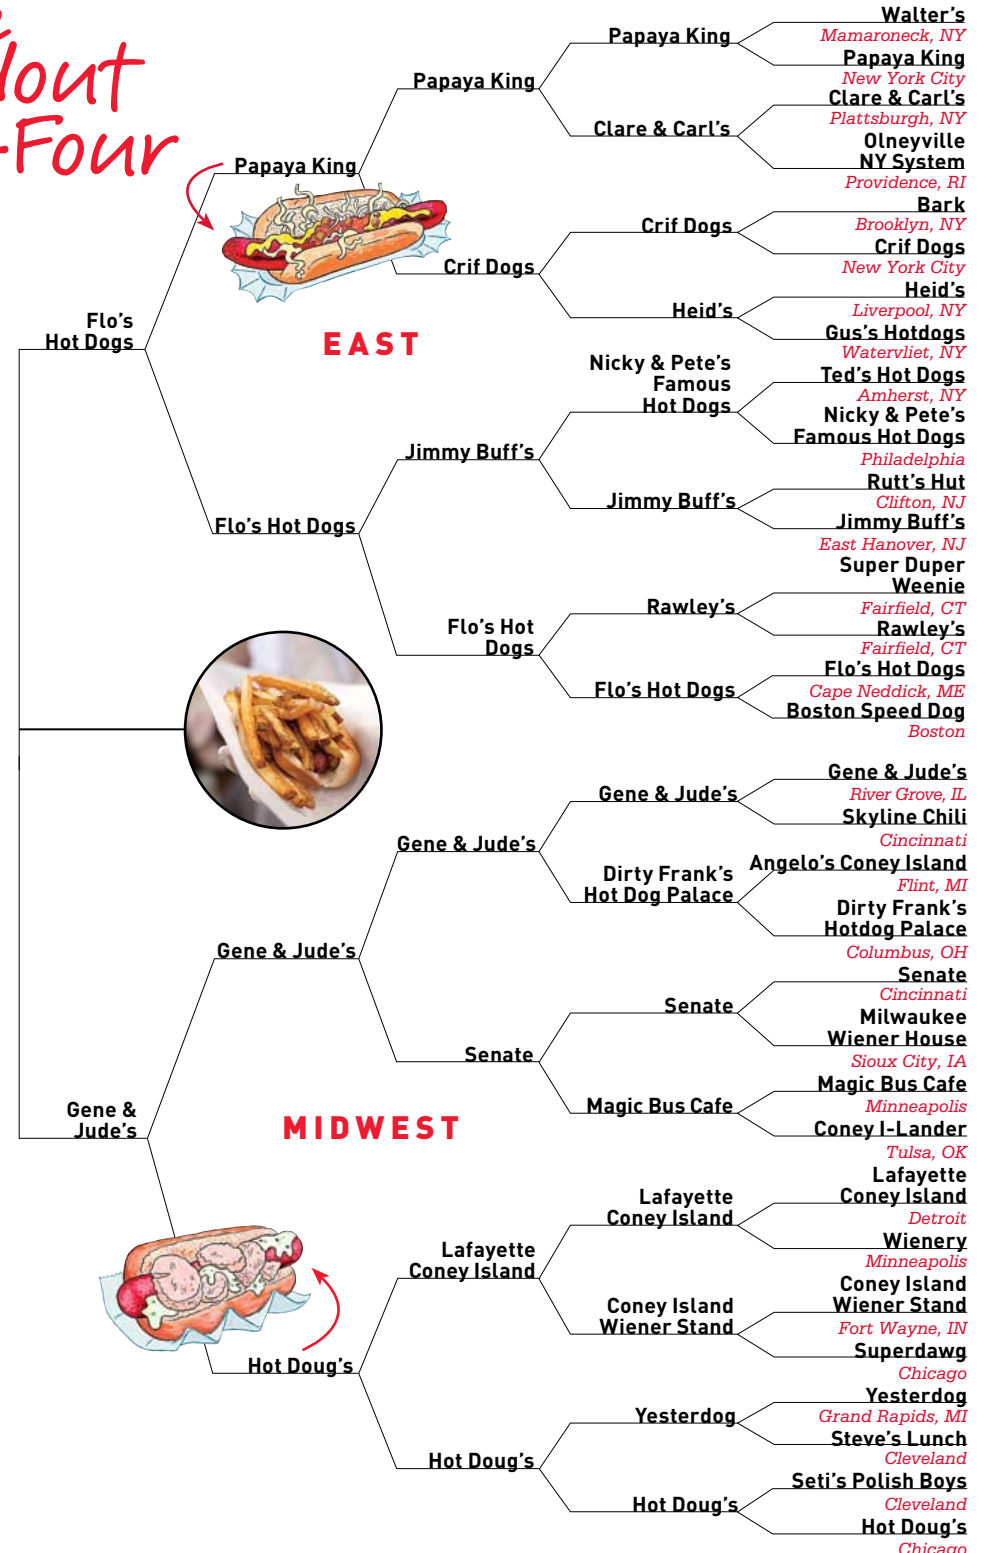 -Four
Walter's
Mamaroneck, NY
Papaya King
Papaya King
New York City
Papaya King
Clare & Carl's
Plattsburgh, NY
Clare & Carl's
Olneyville
NY System
Providence, RI
Papaya King
Bark
Brooklyn, NY
Crif Dogs
Crif Dogs
New York City
Crif Dogs
Heid's
Liverpool, NY
Heid's
Gus's Hotdogs
Watervliet, NY
Flo's
Hot Dogs
EAST
Nicky & Pete's
Famous
Hot Dogs
Ted's Hot Dogs
Amherst, NY
Nicky & Pete's
Famous Hot Dogs
Philadelphia
Jimmy Buff's
Rutt's Hut
Clifton, NJ
Jimmy Buff's
Jimmy Buff's
East Hanover, NJ
Flo's Hot Dogs
Super Duper
Weenie
Fairfield, CT
Rawley's
Rawley's
Fairfield, CT
Flo's Hot
Dogs
Flo's Hot Dogs
Cape Neddick, ME
Flo's Hot Dogs
Boston Speed Dog
Boston
Gene & Jude's
River Grove, IL
Gene & Jude's
Skyline Chili
Cincinnati
Gene & Jude's
Angelo's Coney Island
Flint, MI
Dirty Frank's
Hot Dog Palace
Dirty Frank's
Hotdog Palace
Columbus, OH
Gene & Jude's
Senate
Cincinnati
Senate
Milwaukee
Wiener House
Sioux City, IA
Senate
Magic Bus Cafe
Minneapolis
Magic Bus Cafe
Coney I-Lander
Tulsa, OK
Gene &
Jude's
MIDWEST
Lafayette
Coney Island
Detroit
Lafayette
Coney Island
Wienery
Minneapolis
Lafayette
Coney Island
Coney Island
Wiener Stand
Fort Wayne, IN
Coney Island
Wiener Stand
Superdawg
Chicago
Hot Doug's
Yesterdog
Grand Rapids, MI
Yesterdog
Steve's Lunch
Cleveland
Hot Doug's
Seti's Polish Boys
Cleveland
Hot Doug's
Hot Doug's
Chicago